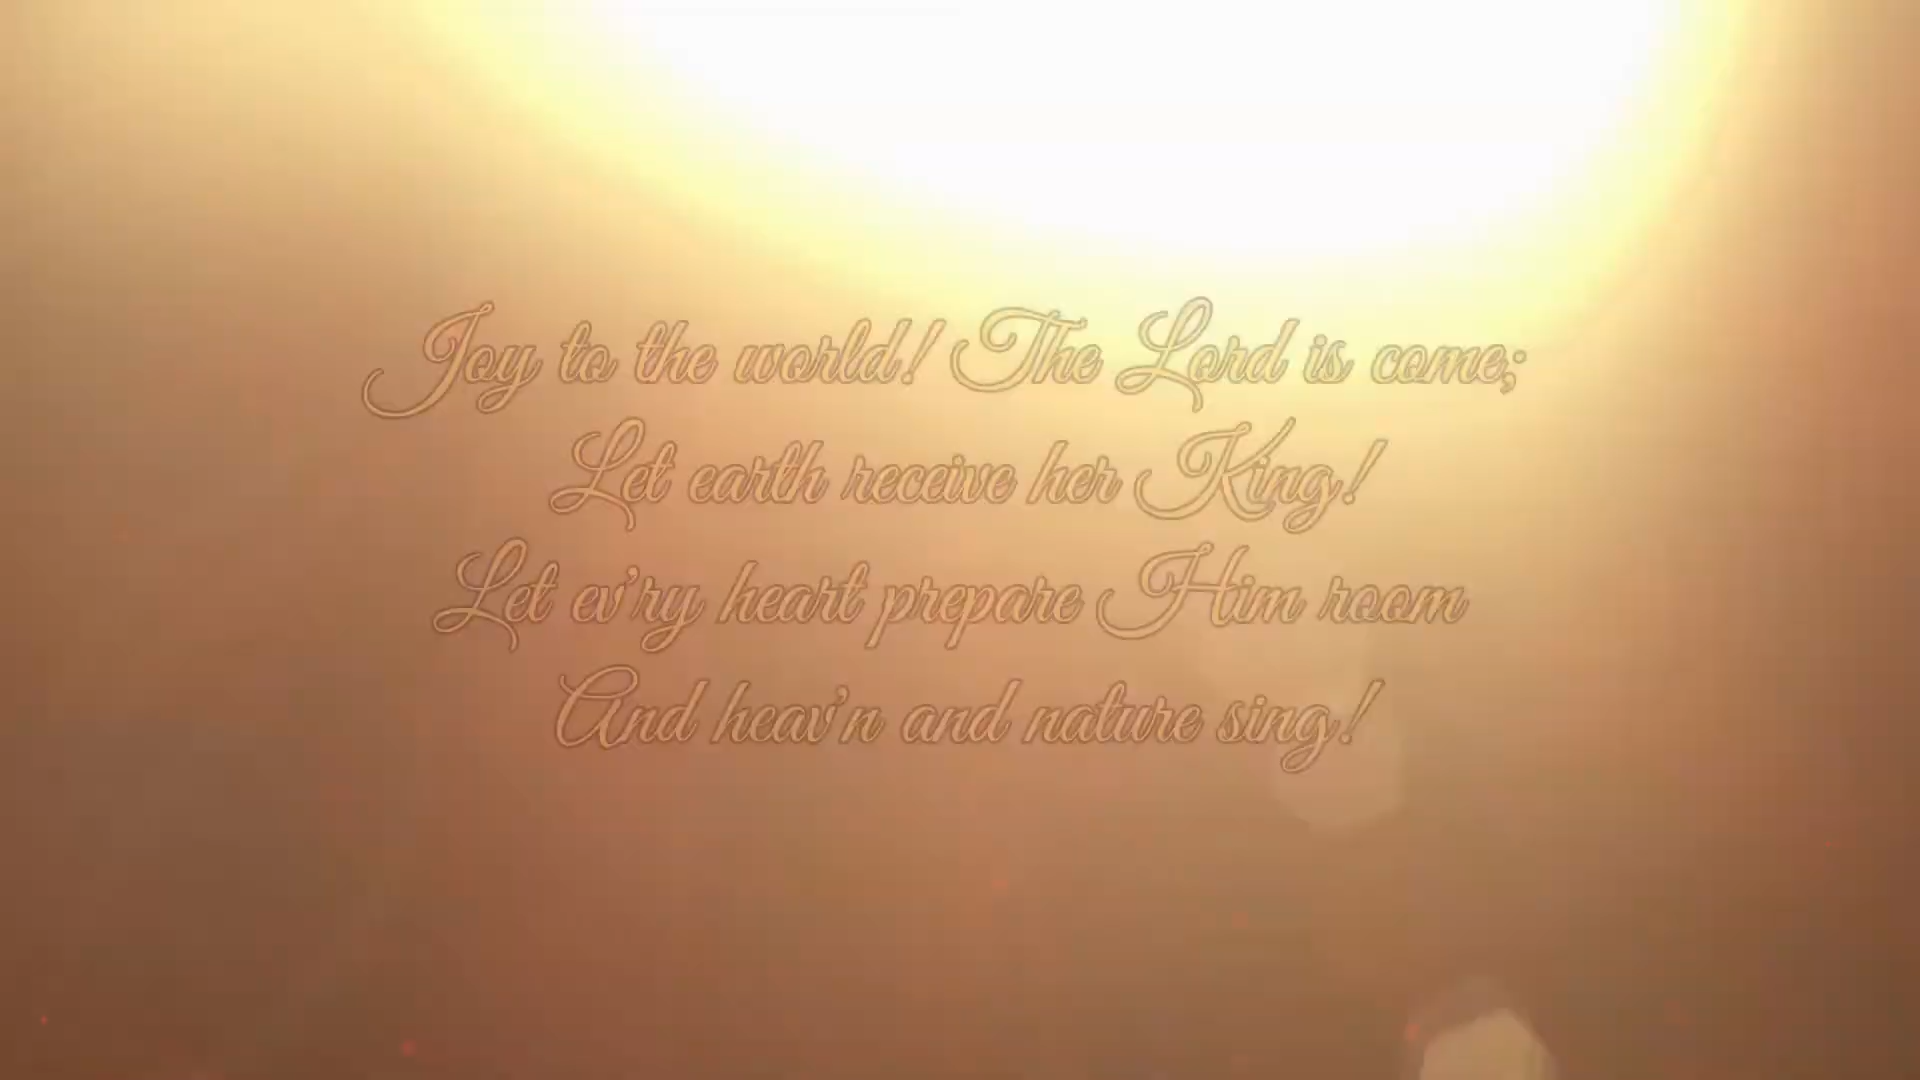 Joy to the world! The Lord is come;
Let earth receive her King!
Let ev'ry heart prepare Him room
And heav'n and nature sing!